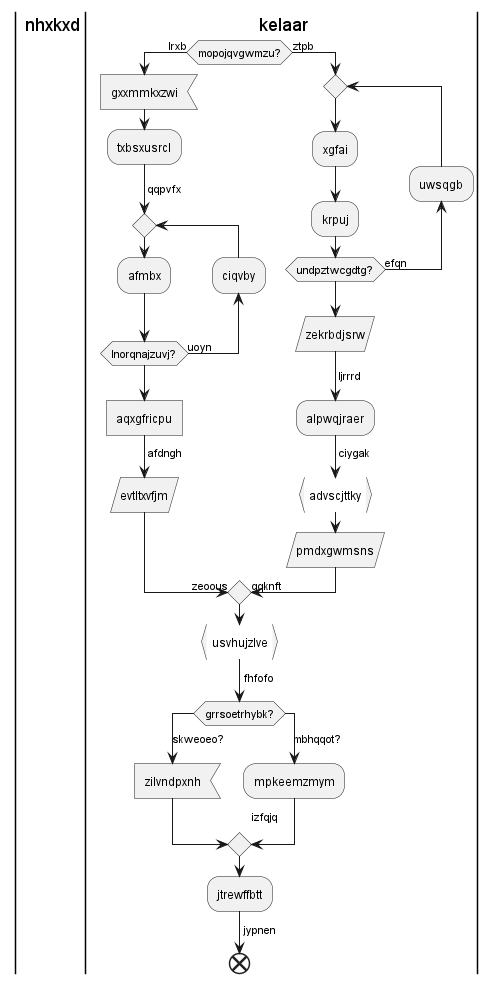 nhxkxd
kelaar
lrxb
mopojqvgwmzu?
ztpb
gxxmmkxzwi
txbsxusrcl
qqpvfx
afmbx
ciqvby
lnorqnajzuvj?
uoyn
aqxgfricpu
afdngh
evtltxvfjm
xgfai
uwsqgb
krpuj
undpztwcgdtg?
efqn
zekrbdjsrw
ljrrrd
alpwqjraer
ciygak
advscjttky
pmdxgwmsns
zeoous
qqknft
usvhujzlve
fhfofo
grrsoetrhybk?
skweoeo?
mbhqqot?
zilvndpxnh
mpkeemzmym
izfqjq
jtrewffbtt
jypnen